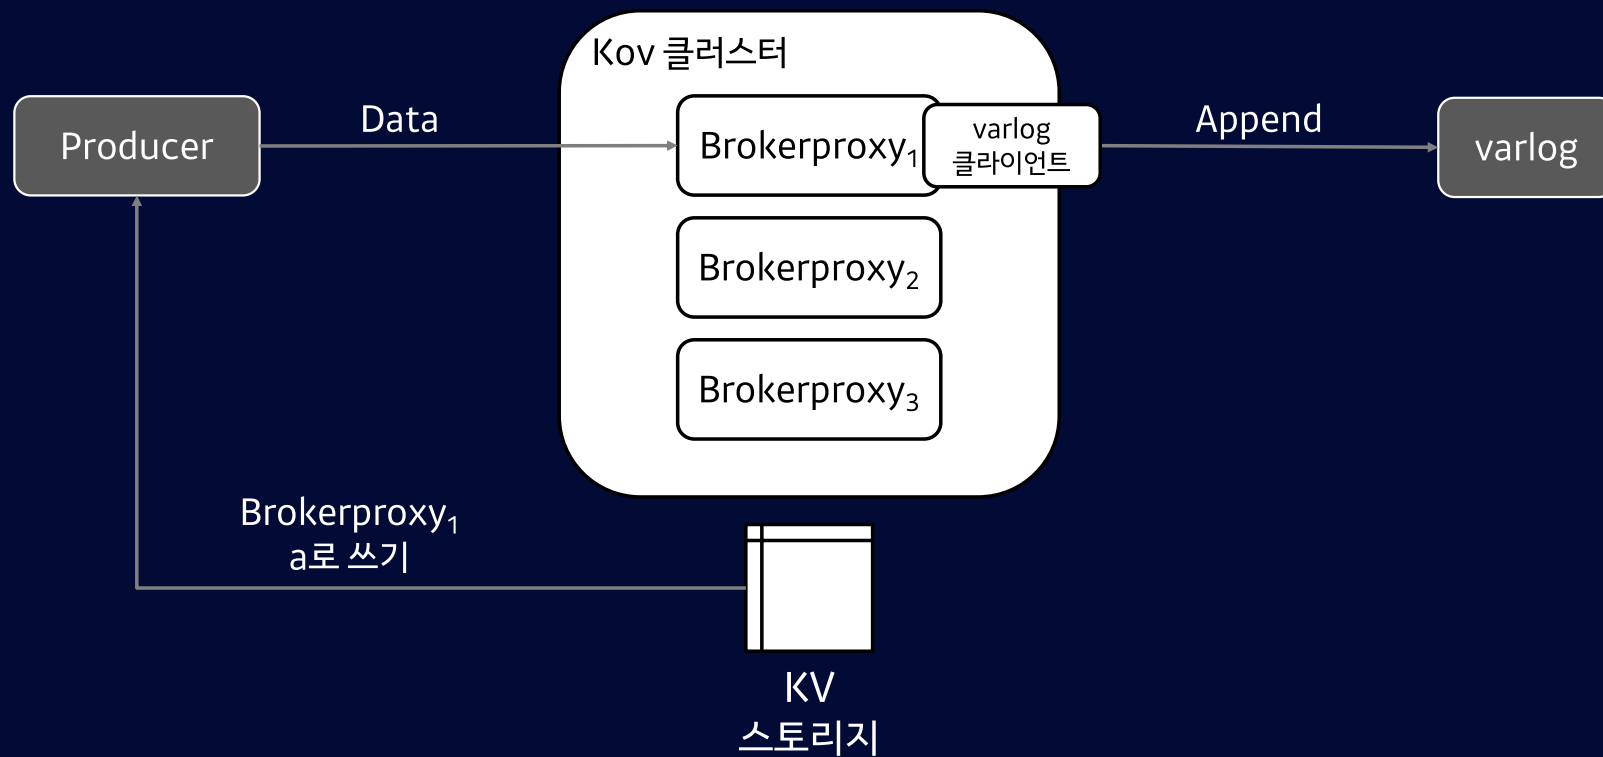 Kov 클러스터
Producer
Data
Brokerproxy₁
varlog
클라이언트
Append
varlog
Brokerproxy₂
Brokerproxy₃
Brokerproxy₁
a로 쓰기
KV
스토리지